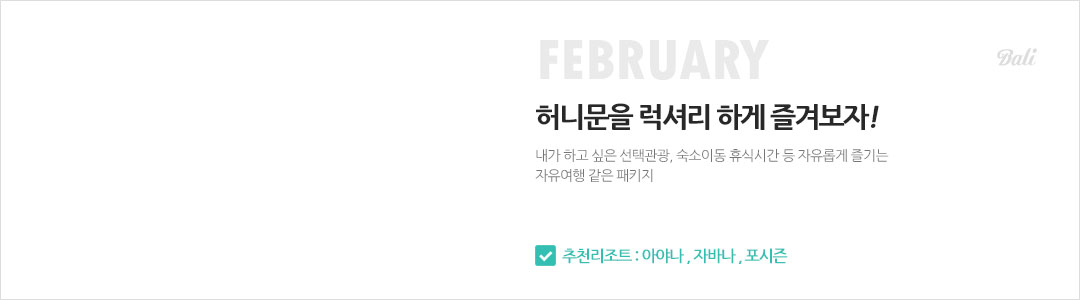 FEBRUARY
Bali
허니문을 럭셔리 하게 즐겨보자!
내가 하고 싶은 선택관광, 숙소이동 휴식시간 등 자유롭게 즐기는
자유여행 같은 패키지
추천리조트 : 아야나 , 자바나 , 포시즌